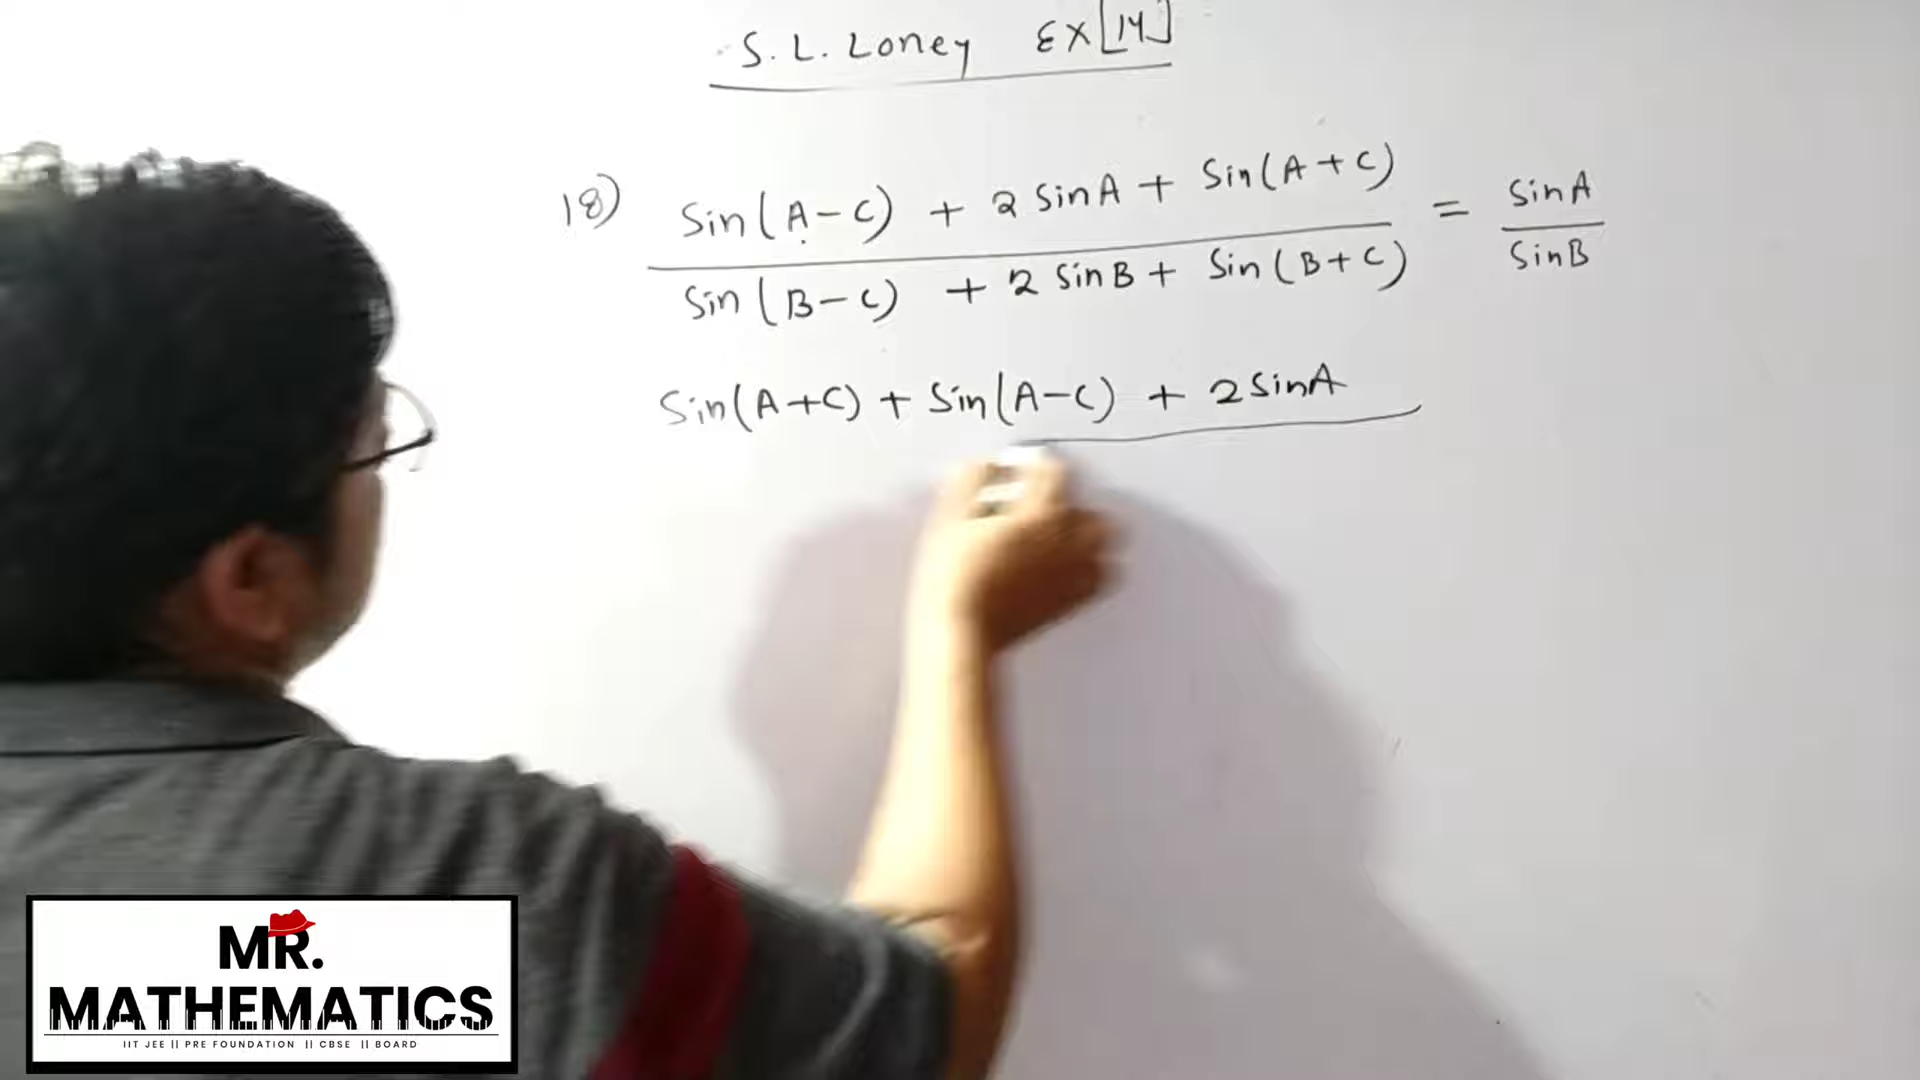 S. L. Loney Ex[14]
18) Sin(A-C) + 2 SinA + Sin(A+C) = SinA
Sin(B-C) + 2 SinB + Sin(B+C) SinB
Sin(A+C) + Sin(A-C) + 2 SinA
MR.
MATHEMATICS
IIT JEE || PRE FOUNDATION || CBSE || BOARD